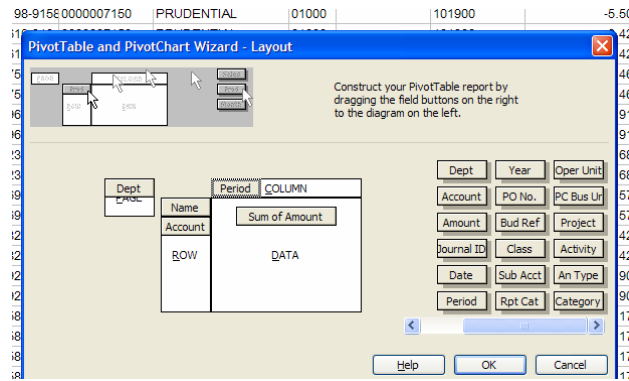 98-9158 0000007150 PRUDENTIAL 01000 101900 -5.50
PivotTable and PivotChart Wizard - Layout
Construct your PivotTable report by
dragging the field buttons on the right
to the diagram on the left.
Dept Year Oper Unit
Dept Period COLUMN
PAGE
Account PO No. PC Bus Ur
Name
Sum of Amount
Amount Bud Ref Project
Account
ROW DATA
Journal ID Class Activity
Date Sub Acct An Type
Period Rpt Cat Category
Help OK Cancel